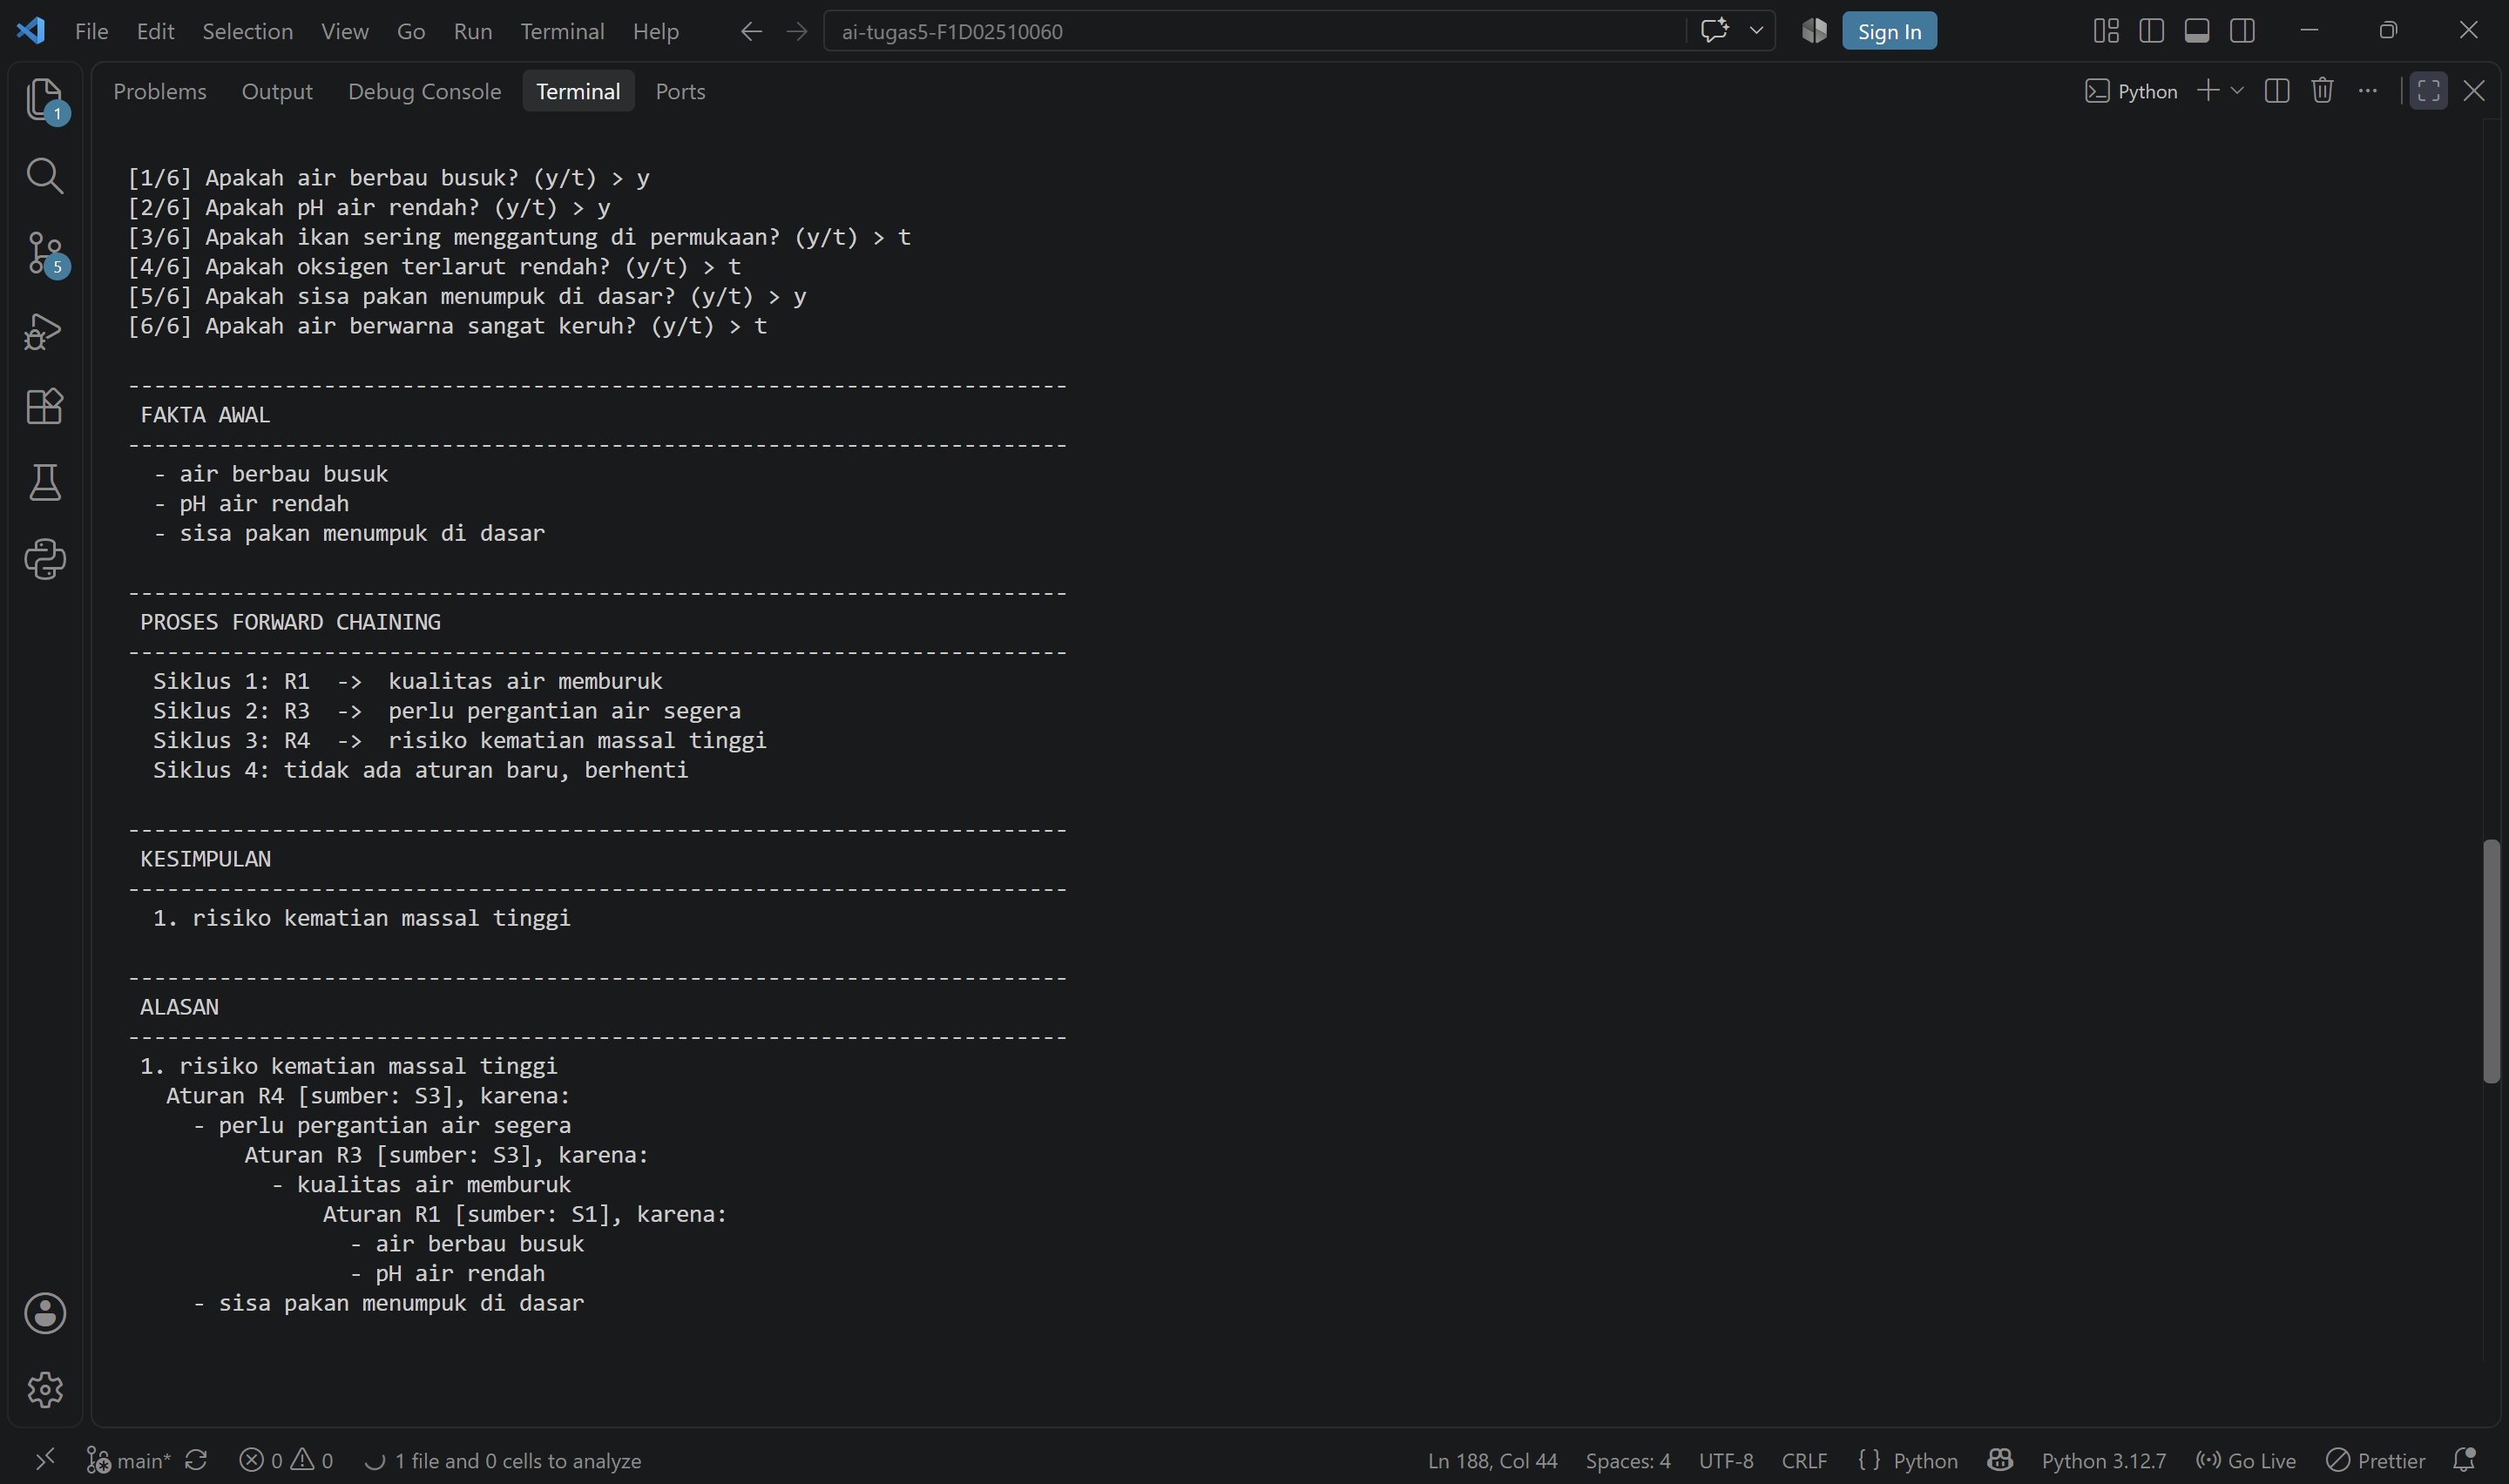 File Edit Selection View Go Run Terminal Help ai-tugas5-F1D02510060 Sign In
Problems Output Debug Console Terminal Ports Python
1
5
[1/6] Apakah air berbau busuk? (y/t) > y
[2/6] Apakah pH air rendah? (y/t) > y
[3/6] Apakah ikan sering menggantung di permukaan? (y/t) > t
[4/6] Apakah oksigen terlarut rendah? (y/t) > t
[5/6] Apakah sisa pakan menumpuk di dasar? (y/t) > y
[6/6] Apakah air berwarna sangat keruh? (y/t) > t
------------------------------------------------------------------------
FAKTA AWAL
------------------------------------------------------------------------
- air berbau busuk
- pH air rendah
- sisa pakan menumpuk di dasar
------------------------------------------------------------------------
PROSES FORWARD CHAINING
------------------------------------------------------------------------
Siklus 1: R1 -> kualitas air memburuk
Siklus 2: R3 -> perlu pergantian air segera
Siklus 3: R4 -> risiko kematian massal tinggi
Siklus 4: tidak ada aturan baru, berhenti
------------------------------------------------------------------------
KESIMPULAN
------------------------------------------------------------------------
1. risiko kematian massal tinggi
------------------------------------------------------------------------
ALASAN
------------------------------------------------------------------------
1. risiko kematian massal tinggi
Aturan R4 [sumber: S3], karena:
- perlu pergantian air segera
Aturan R3 [sumber: S3], karena:
- kualitas air memburuk
Aturan R1 [sumber: S1], karena:
- air berbau busuk
- pH air rendah
- sisa pakan menumpuk di dasar
main* 0 0 1 file and 0 cells to analyze Ln 188, Col 44 Spaces: 4 UTF-8 CRLF { } Python Python 3.12.7 Go Live Prettier